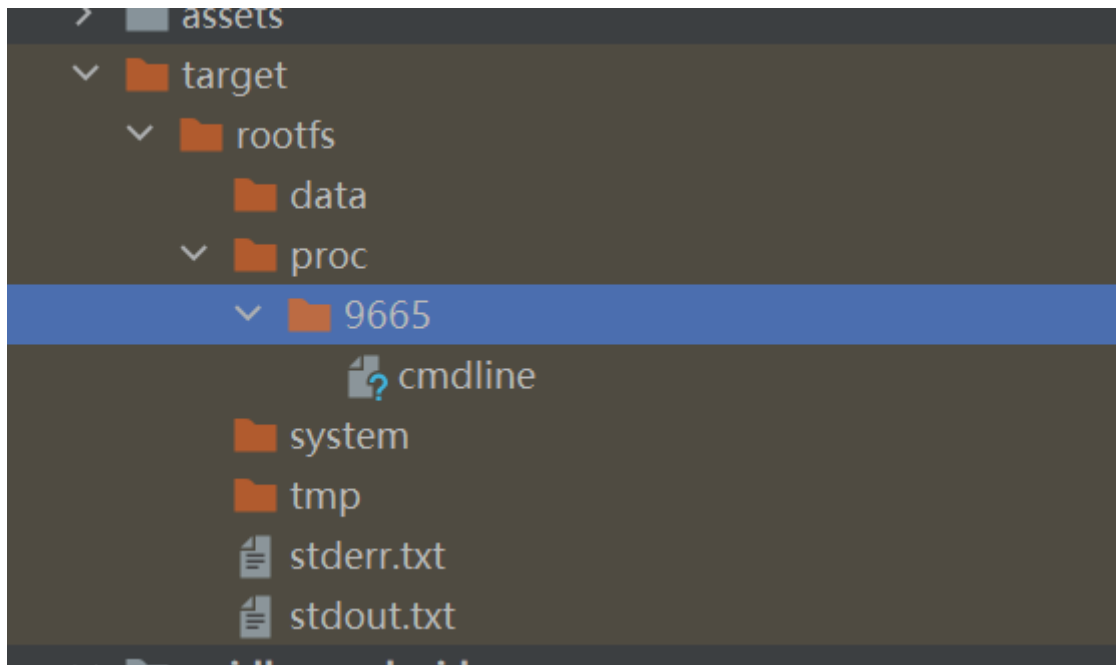 assets
target
rootfs
data
proc
9665
cmdline
system
tmp
stderr.txt
stdout.txt